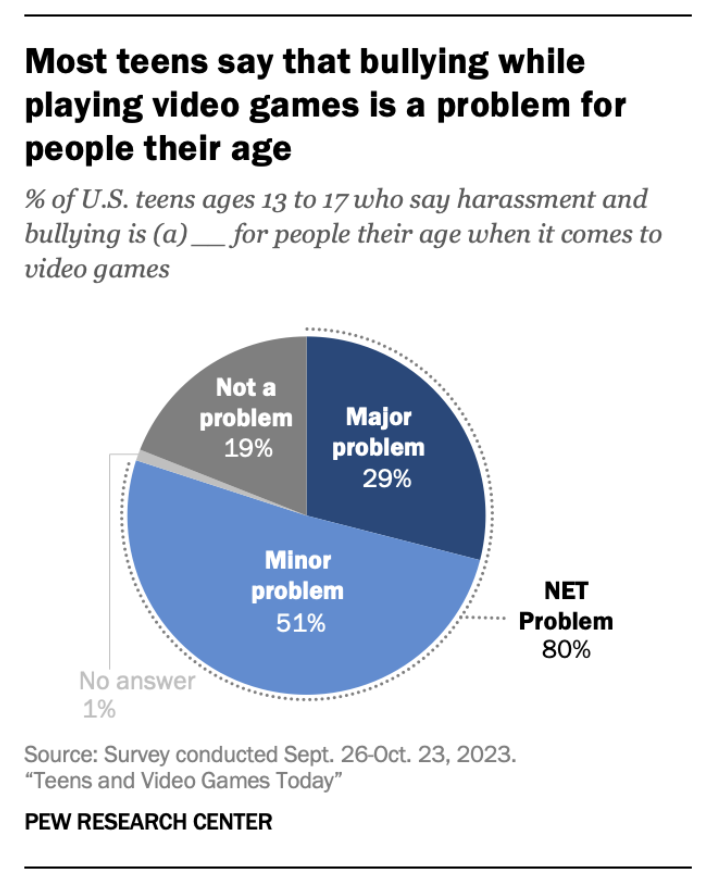 Most teens say that bullying while
playing video games is a problem for
people their age
% of U.S. teens ages 13 to 17 who say harassment and
bullying is (a) __ for people their age when it comes to
video games
Not a
problem
19%
Major
problem
29%
Minor
problem
51%
NET
Problem
80%
No answer
1%
Source: Survey conducted Sept. 26-Oct. 23, 2023.
“Teens and Video Games Today”
PEW RESEARCH CENTER